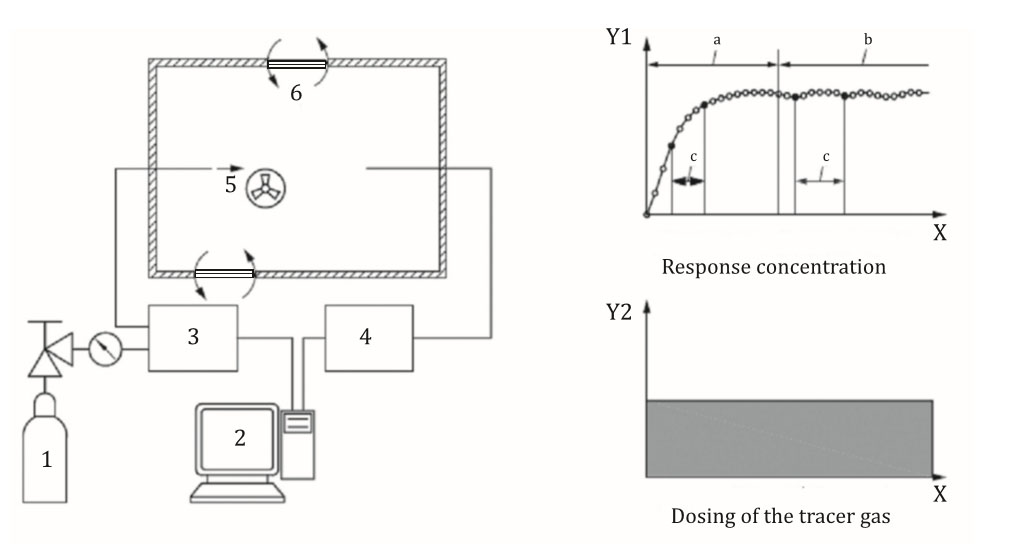 6
5
3
4
1
2
Y1
a
b
c
c
X
Response concentration
Y2
X
Dosing of the tracer gas